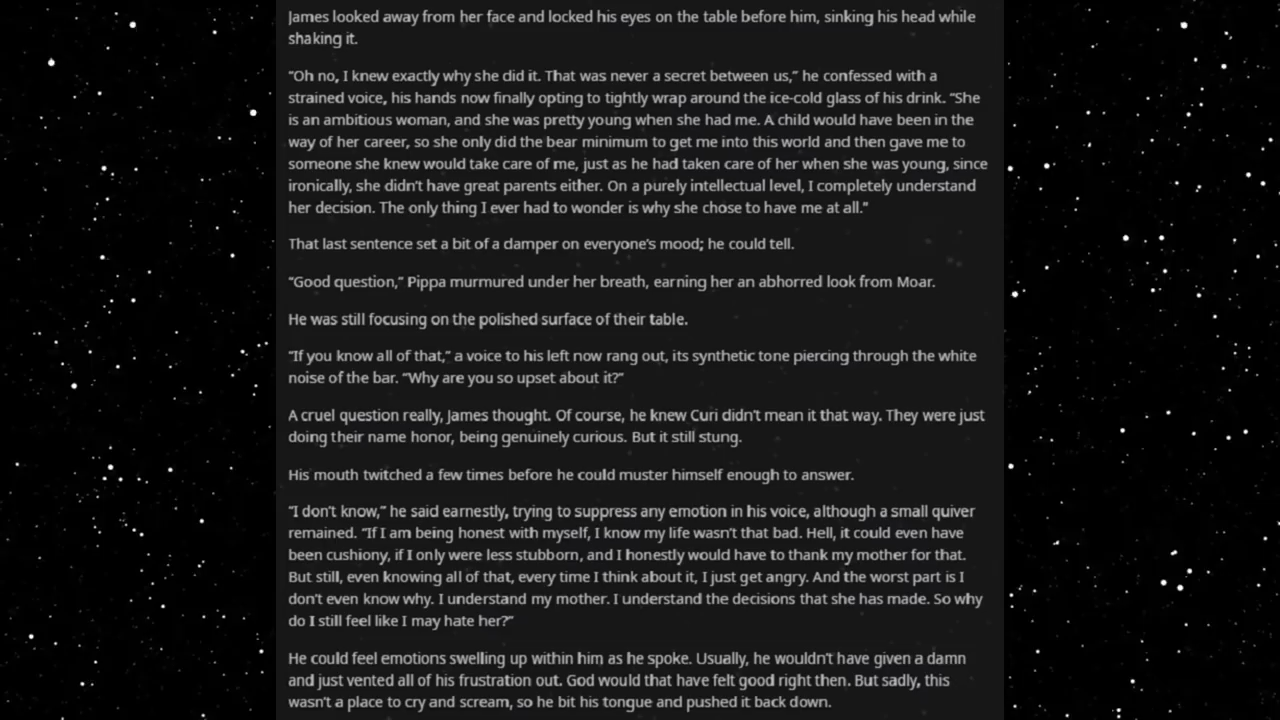 James looked away from her face and locked his eyes on the table before him, sinking his head while
shaking it.
“Oh no, I knew exactly why she did it. That was never a secret between us,” he confessed with a
strained voice, his hands now finally opting to tightly wrap around the ice-cold glass of his drink. “She
is an ambitious woman, and she was pretty young when she had me. A child would have been in the
way of her career, so she only did the bear minimum to get me into this world and then gave me to
someone she knew would take care of me, just as he had taken care of her when she was young, since
ironically, she didn’t have great parents either. On a purely intellectual level, I completely understand
her decision. The only thing I ever had to wonder is why she chose to have me at all.”
That last sentence set a bit of a damper on everyone’s mood; he could tell.
“Good question,” Pippa murmured under her breath, earning her an abhorred look from Moar.
He was still focusing on the polished surface of their table.
“If you know all of that,” a voice to his left now rang out, its synthetic tone piercing through the white
noise of the bar. “Why are you so upset about it?”
A cruel question really, James thought. Of course, he knew Curi didn’t mean it that way. They were just
doing their name honor, being genuinely curious. But it still stung.
His mouth twitched a few times before he could muster himself enough to answer.
“I don’t know,” he said earnestly, trying to suppress any emotion in his voice, although a small quiver
remained. “If I am being honest with myself, I know my life wasn’t that bad. Hell, it could even have
been cushiony, if I only were less stubborn, and I honestly would have to thank my mother for that.
But still, even knowing all of that, every time I think about it, I just get angry. And the worst part is I
don’t even know why. I understand my mother. I understand the decisions that she has made. So why
do I still feel like I may hate her?”
He could feel emotions swelling up within him as he spoke. Usually, he wouldn’t have given a damn
and just vented all of his frustration out. God would that have felt good right then. But sadly, this
wasn’t a place to cry and scream, so he bit his tongue and pushed it back down.